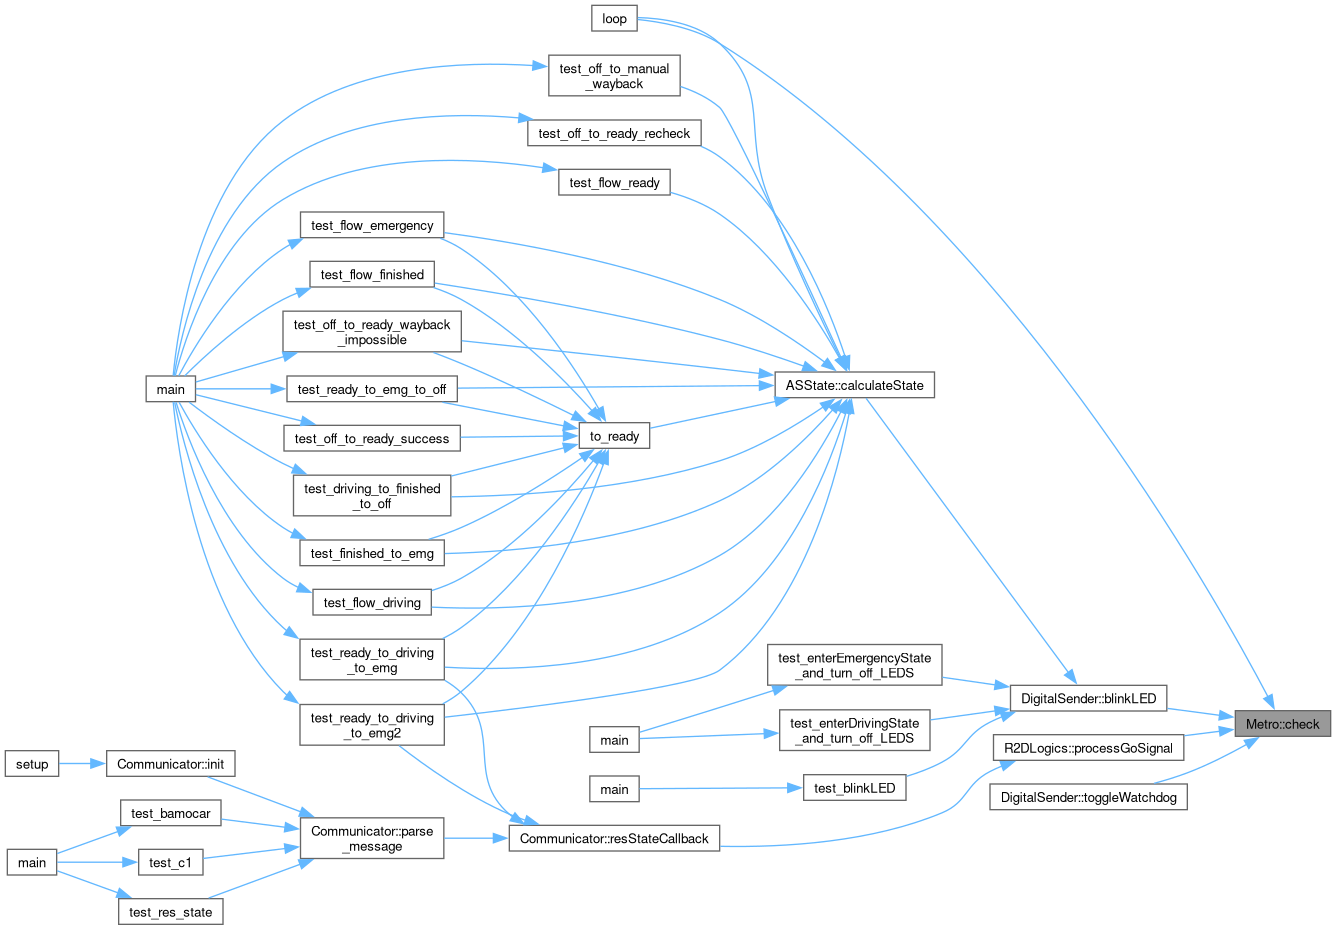 loop
test_off_to_manual
_wayback
test_off_to_ready_recheck
test_flow_ready
test_flow_emergency
test_flow_finished
test_off_to_ready_wayback
_impossible
main
test_ready_to_emg_to_off
ASState::calculateState
test_off_to_ready_success
to_ready
test_driving_to_finished
_to_off
test_finished_to_emg
test_flow_driving
test_ready_to_driving
_to_emg
test_enterEmergencyState
_and_turn_off_LEDS
DigitalSender::blinkLED
test_ready_to_driving
_to_emg2
main
test_enterDrivingState
_and_turn_off_LEDS
Metro::check
R2DLogics::processGoSignal
setup
Communicator::init
main
test_blinkLED
DigitalSender::toggleWatchdog
test_bamocar
Communicator::parse
_message
Communicator::resStateCallback
main
test_c1
test_res_state